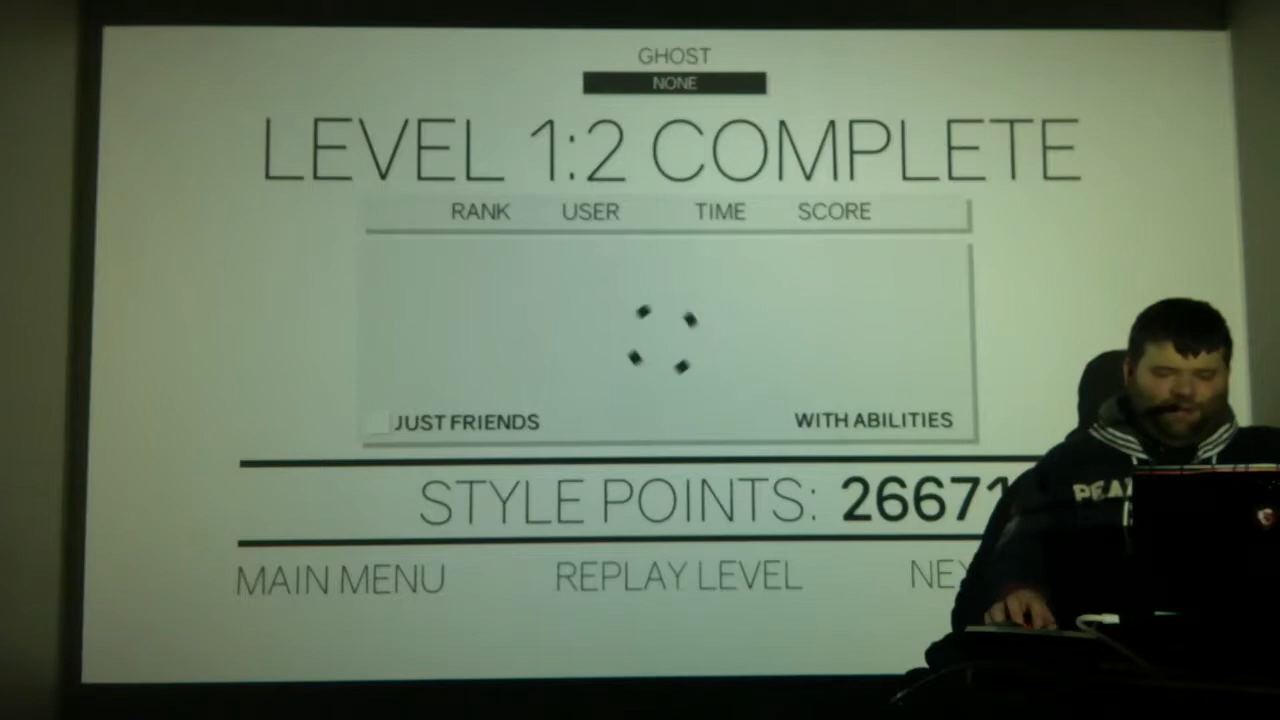 GHOST
NONE
LEVEL 1:2 COMPLETE
RANK USER TIME SCORE
JUST FRIENDS WITH ABILITIES
STYLE POINTS: 26671
MAIN MENU REPLAY LEVEL